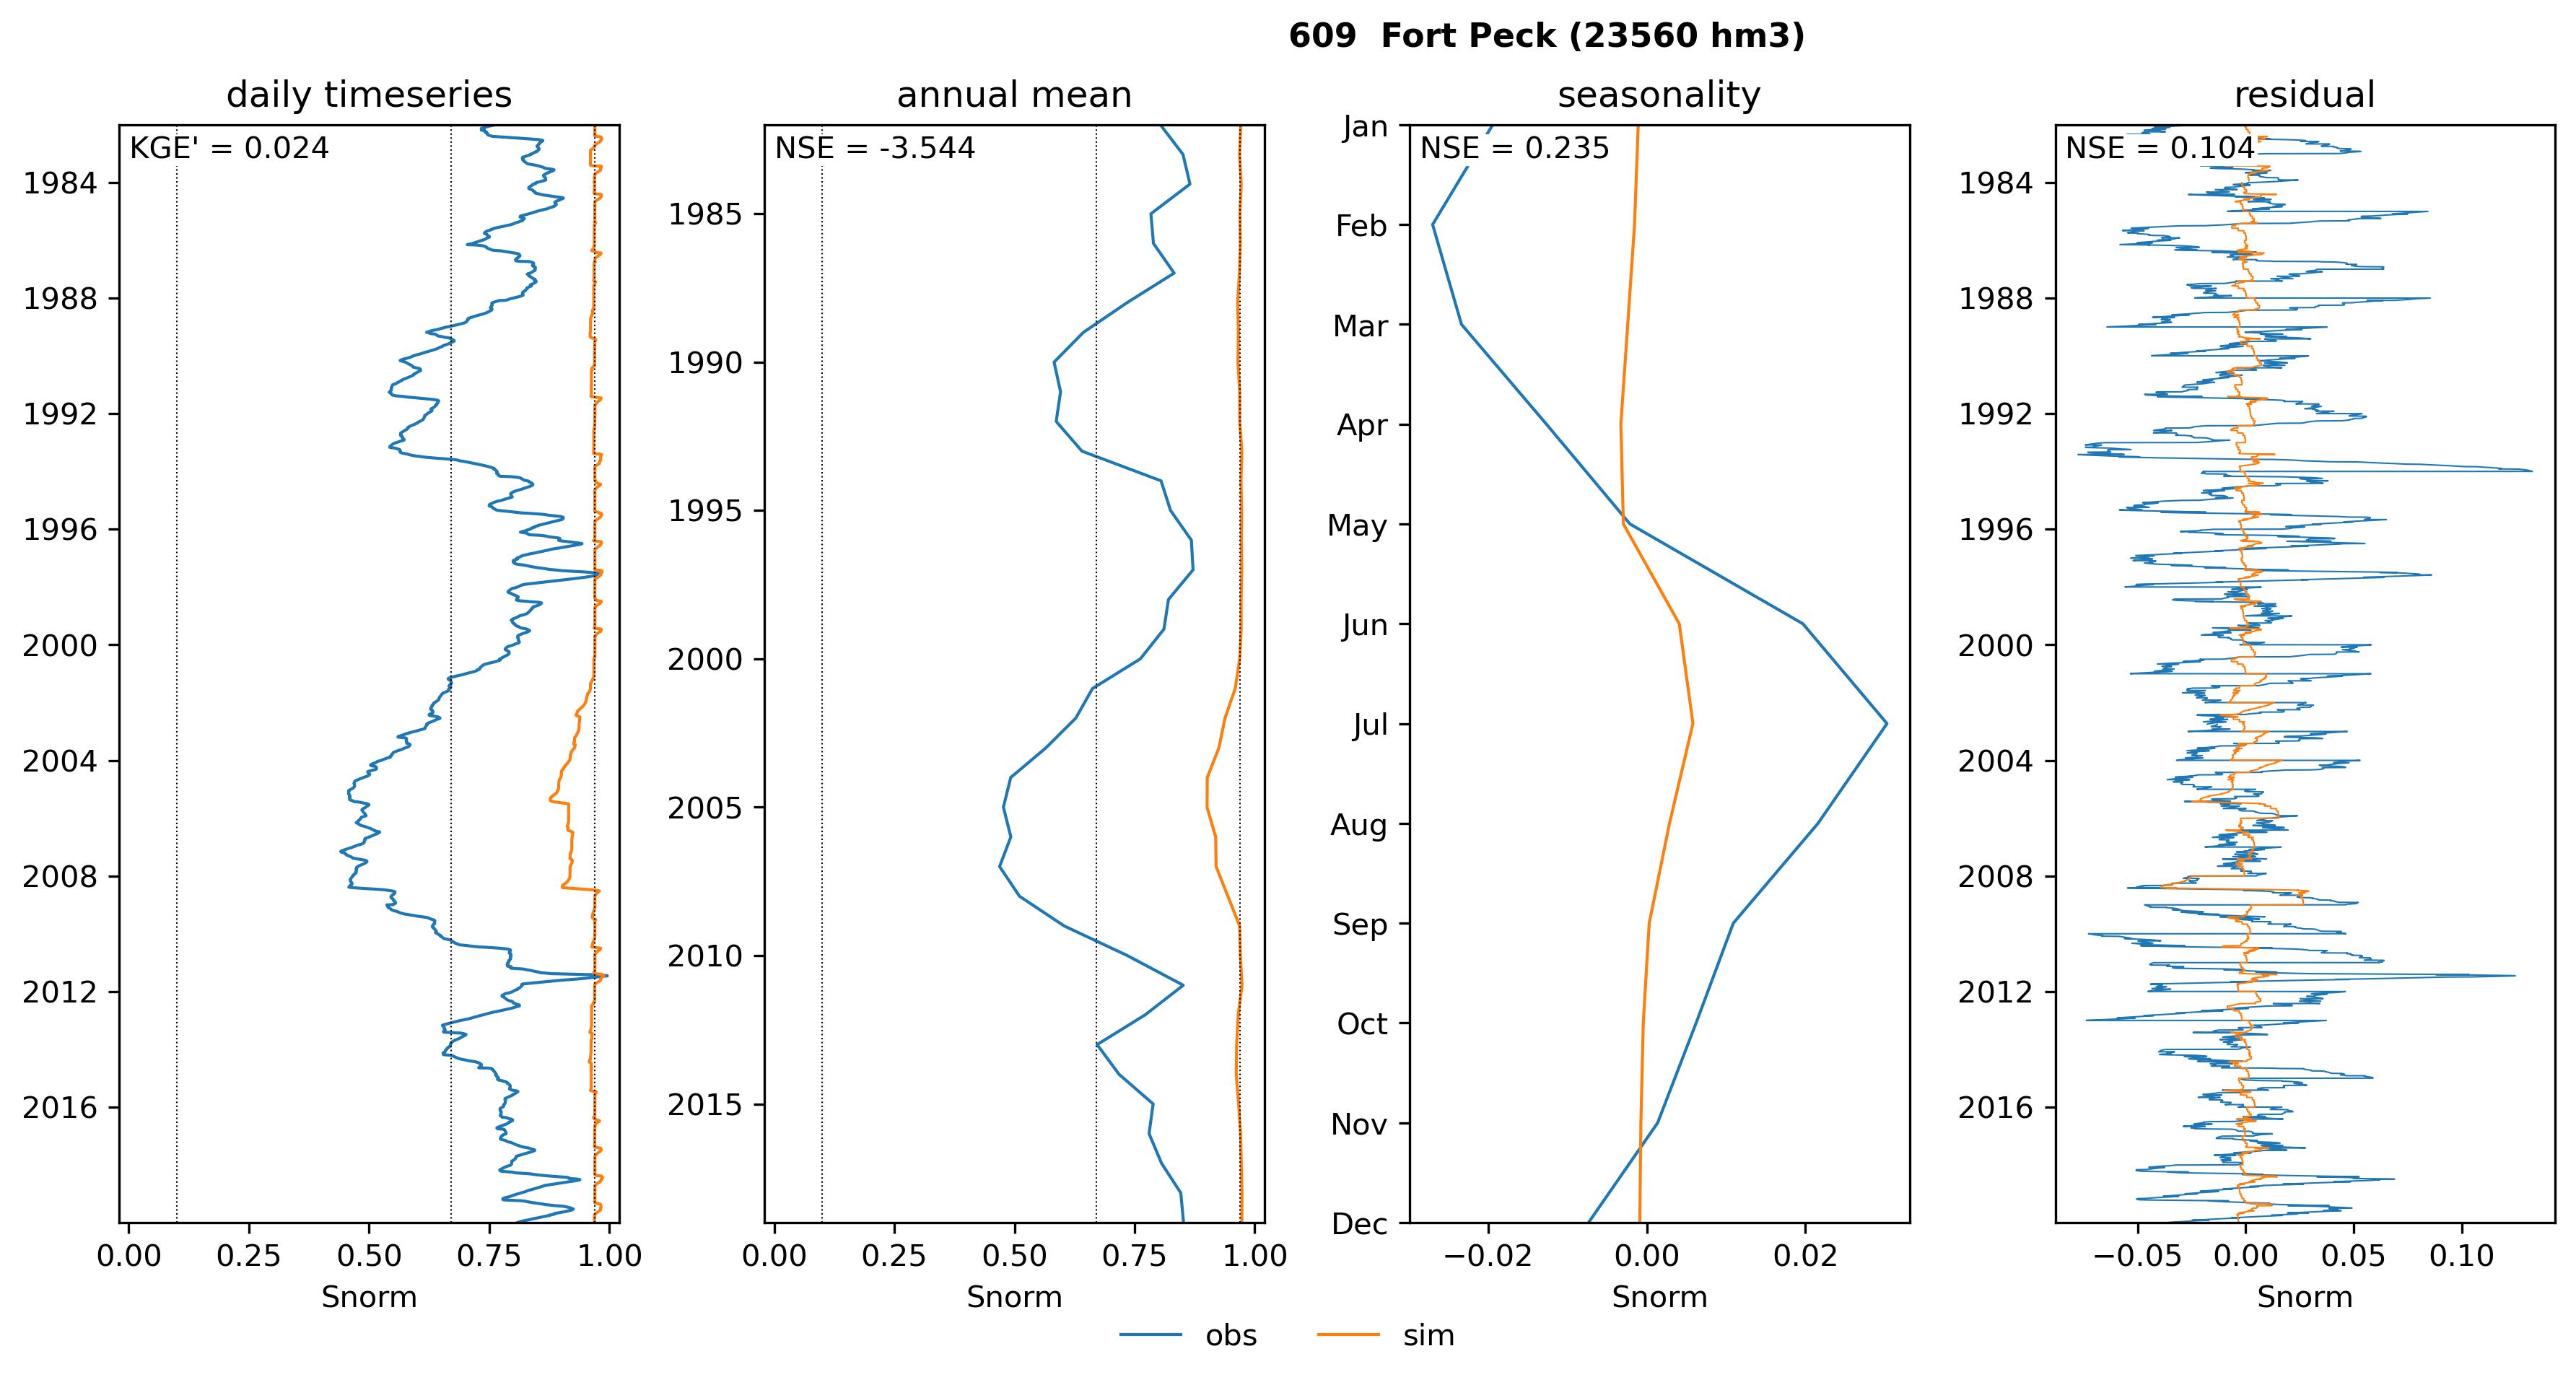 609  Fort Peck (23560 hm3)
daily timeseries
KGE' = 0.024
1984
1988
1992
1996
2000
2004
2008
2012
2016
0.00 0.25 0.50 0.75 1.00
Snorm
annual mean
NSE = -3.544
1985
1990
1995
2000
2005
2010
2015
0.00 0.25 0.50 0.75 1.00
Snorm
seasonality
NSE = 0.235
Jan
Feb
Mar
Apr
May
Jun
Jul
Aug
Sep
Oct
Nov
Dec
−0.02 0.00 0.02
Snorm
residual
NSE = 0.104
1984
1988
1992
1996
2000
2004
2008
2012
2016
−0.05 0.00 0.05 0.10
Snorm
obs sim